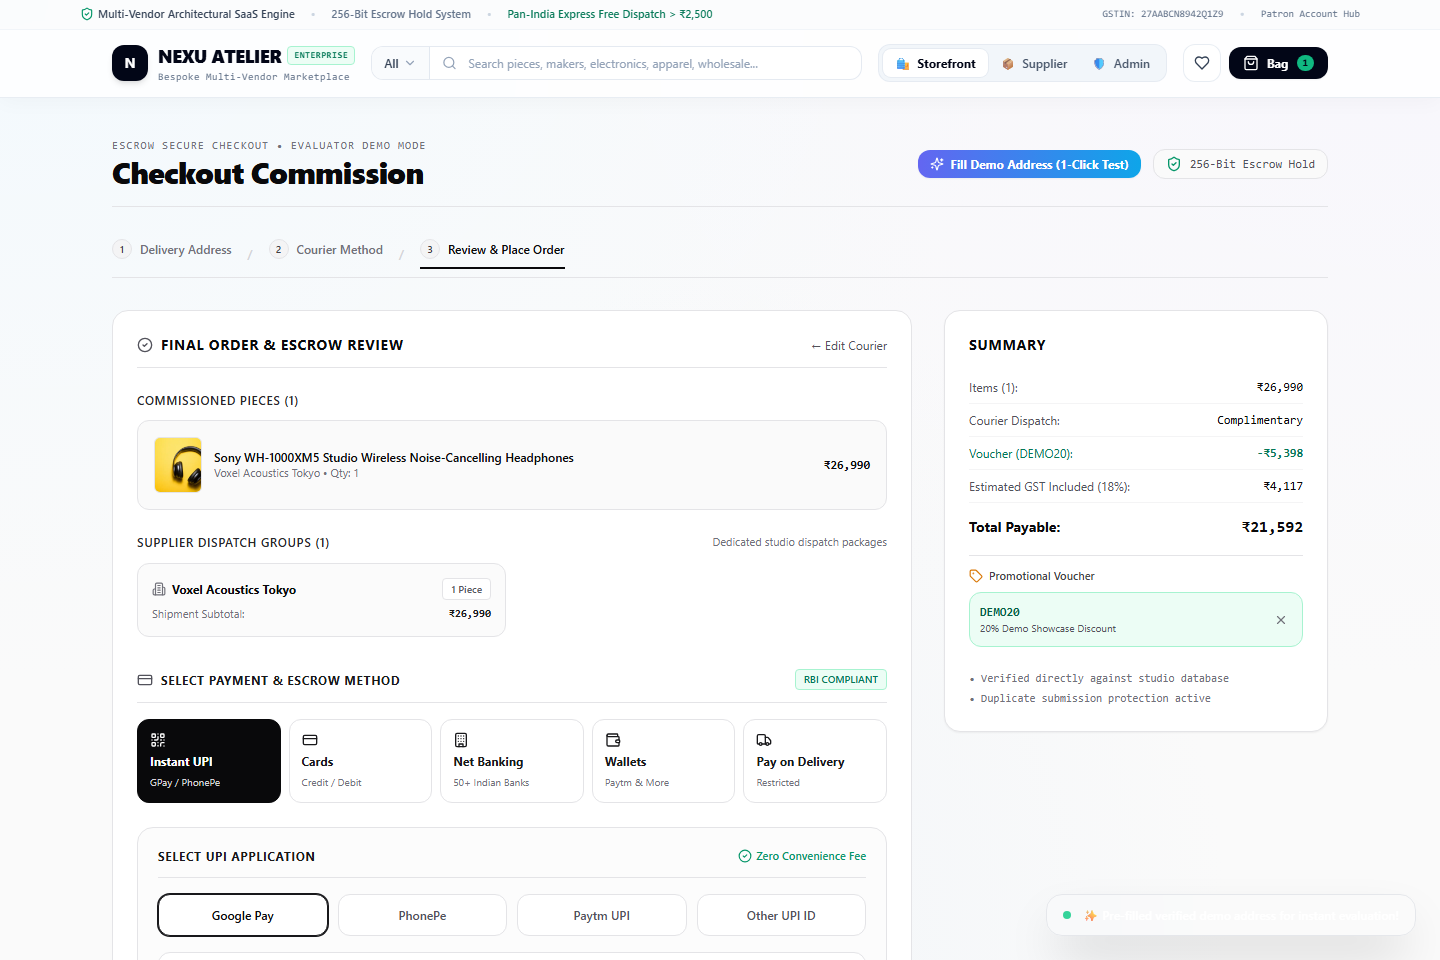 Multi-Vendor Architectural SaaS Engine • 256-Bit Escrow Hold System • Pan-India Express Free Dispatch > ₹2,500
GSTIN: 27AABCN8942Q1Z9 • Patron Account Hub
N
NEXU ATELIER ENTERPRISE
Bespoke Multi-Vendor Marketplace
All
Search pieces, makers, electronics, apparel, wholesale...
Storefront
Supplier
Admin
Bag 1
ESCROW SECURE CHECKOUT • EVALUATOR DEMO MODE
Checkout Commission
Fill Demo Address (1-Click Test)
256-Bit Escrow Hold
1 Delivery Address / 2 Courier Method / 3 Review & Place Order
FINAL ORDER & ESCROW REVIEW
← Edit Courier
COMMISSIONED PIECES (1)
Sony WH-1000XM5 Studio Wireless Noise-Cancelling Headphones
Voxel Acoustics Tokyo • Qty: 1
₹26,990
SUPPLIER DISPATCH GROUPS (1)
Dedicated studio dispatch packages
Voxel Acoustics Tokyo
1 Piece
Shipment Subtotal:
₹26,990
SELECT PAYMENT & ESCROW METHOD
RBI COMPLIANT
Instant UPI
GPay / PhonePe
Cards
Credit / Debit
Net Banking
50+ Indian Banks
Wallets
Paytm & More
Pay on Delivery
Restricted
SELECT UPI APPLICATION
Zero Convenience Fee
Google Pay
PhonePe
Paytm UPI
Other UPI ID
SUMMARY
Items (1): ₹26,990
Courier Dispatch: Complimentary
Voucher (DEMO20): -₹5,398
Estimated GST Included (18%): ₹4,117
Total Payable: ₹21,592
Promotional Voucher
DEMO20
20% Demo Showcase Discount
• Verified directly against studio database
• Duplicate submission protection active
✨ Pre-filled verified demo address for instant evaluation!